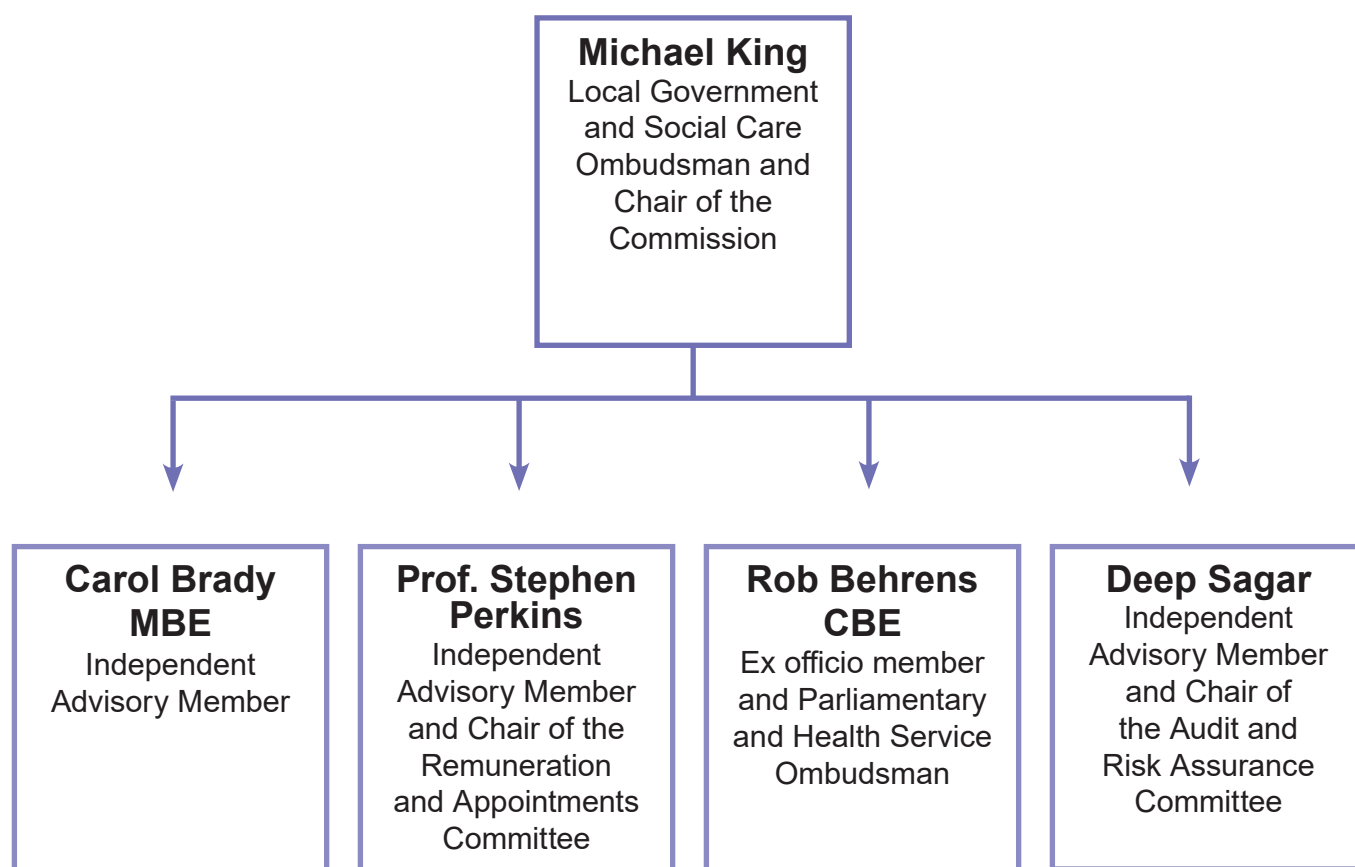 Michael King
Local Government
and Social Care
Ombudsman and
Chair of the
Commission
Carol Brady
MBE
Independent
Advisory Member
Prof. Stephen
Perkins
Independent
Advisory Member
and Chair of the
Remuneration
and Appointments
Committee
Rob Behrens
CBE
Ex officio member
and Parliamentary
and Health Service
Ombudsman
Deep Sagar
Independent
Advisory Member
and Chair of
the Audit and
Risk Assurance
Committee